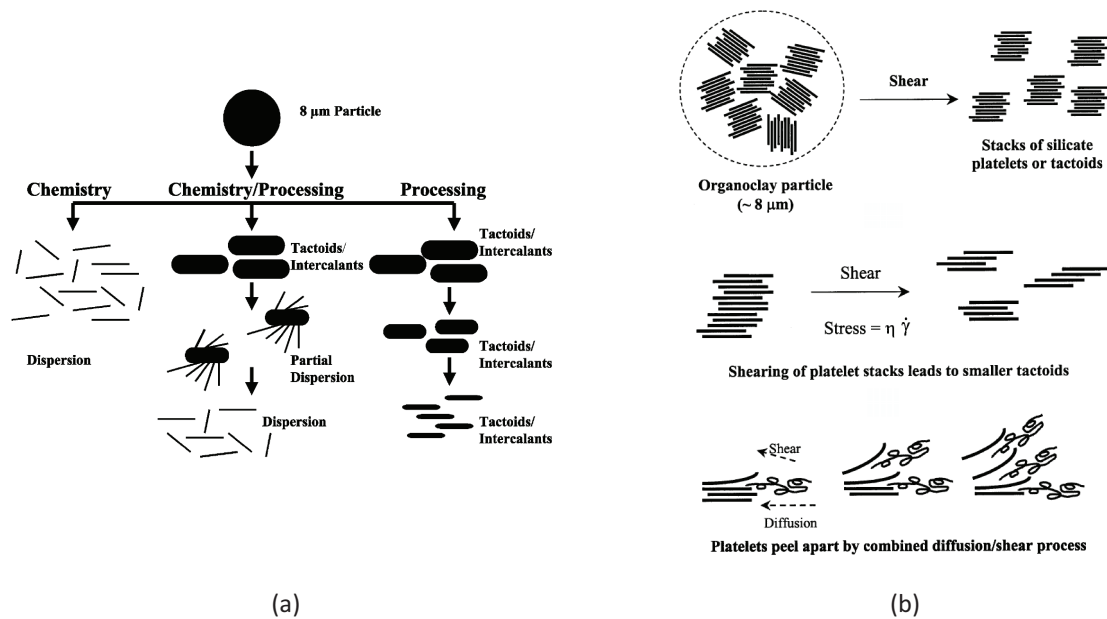 8 μm Particle
Chemistry
Chemistry/Processing
Processing
Tactoids/
Intercalants
Tactoids/
Intercalants
Dispersion
Partial
Dispersion
Tactoids/
Intercalants
Dispersion
Tactoids/
Intercalants
(a)
Shear
Organoclay particle
(~ 8 μm)
Stacks of silicate
platelets or tactoids
Shear
Stress = η γ̇
Shearing of platelet stacks leads to smaller tactoids
Shear
Diffusion
Platelets peel apart by combined diffusion/shear process
(b)